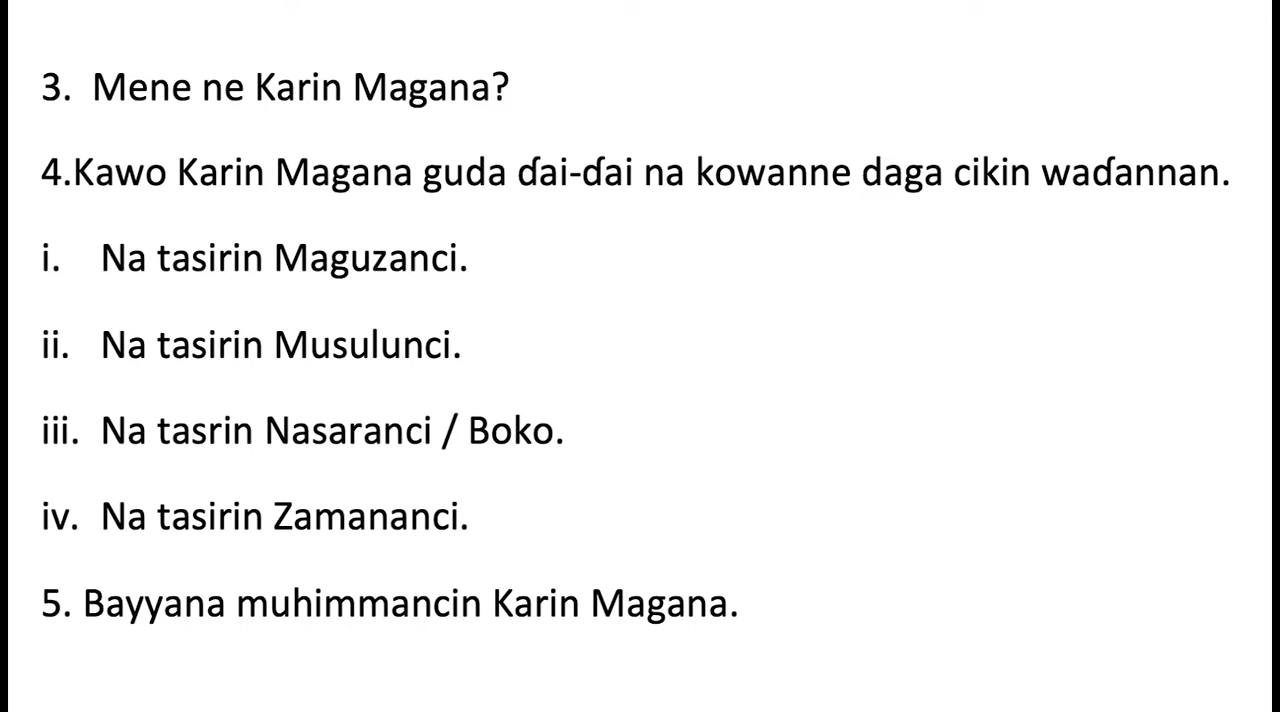 3. Mene ne Karin Magana?
4.Kawo Karin Magana guda ɗai-ɗai na kowanne daga cikin waɗannan.
i. Na tasirin Maguzanci.
ii. Na tasirin Musulunci.
iii. Na tasrin Nasaranci / Boko.
iv. Na tasirin Zamananci.
5. Bayyana muhimmancin Karin Magana.